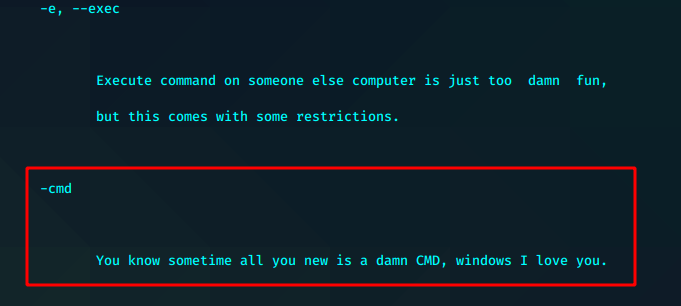 -e, --exec
Execute command on someone else computer is just too damn fun,
but this comes with some restrictions.
-cmd
You know sometime all you new is a damn CMD, windows I love you.